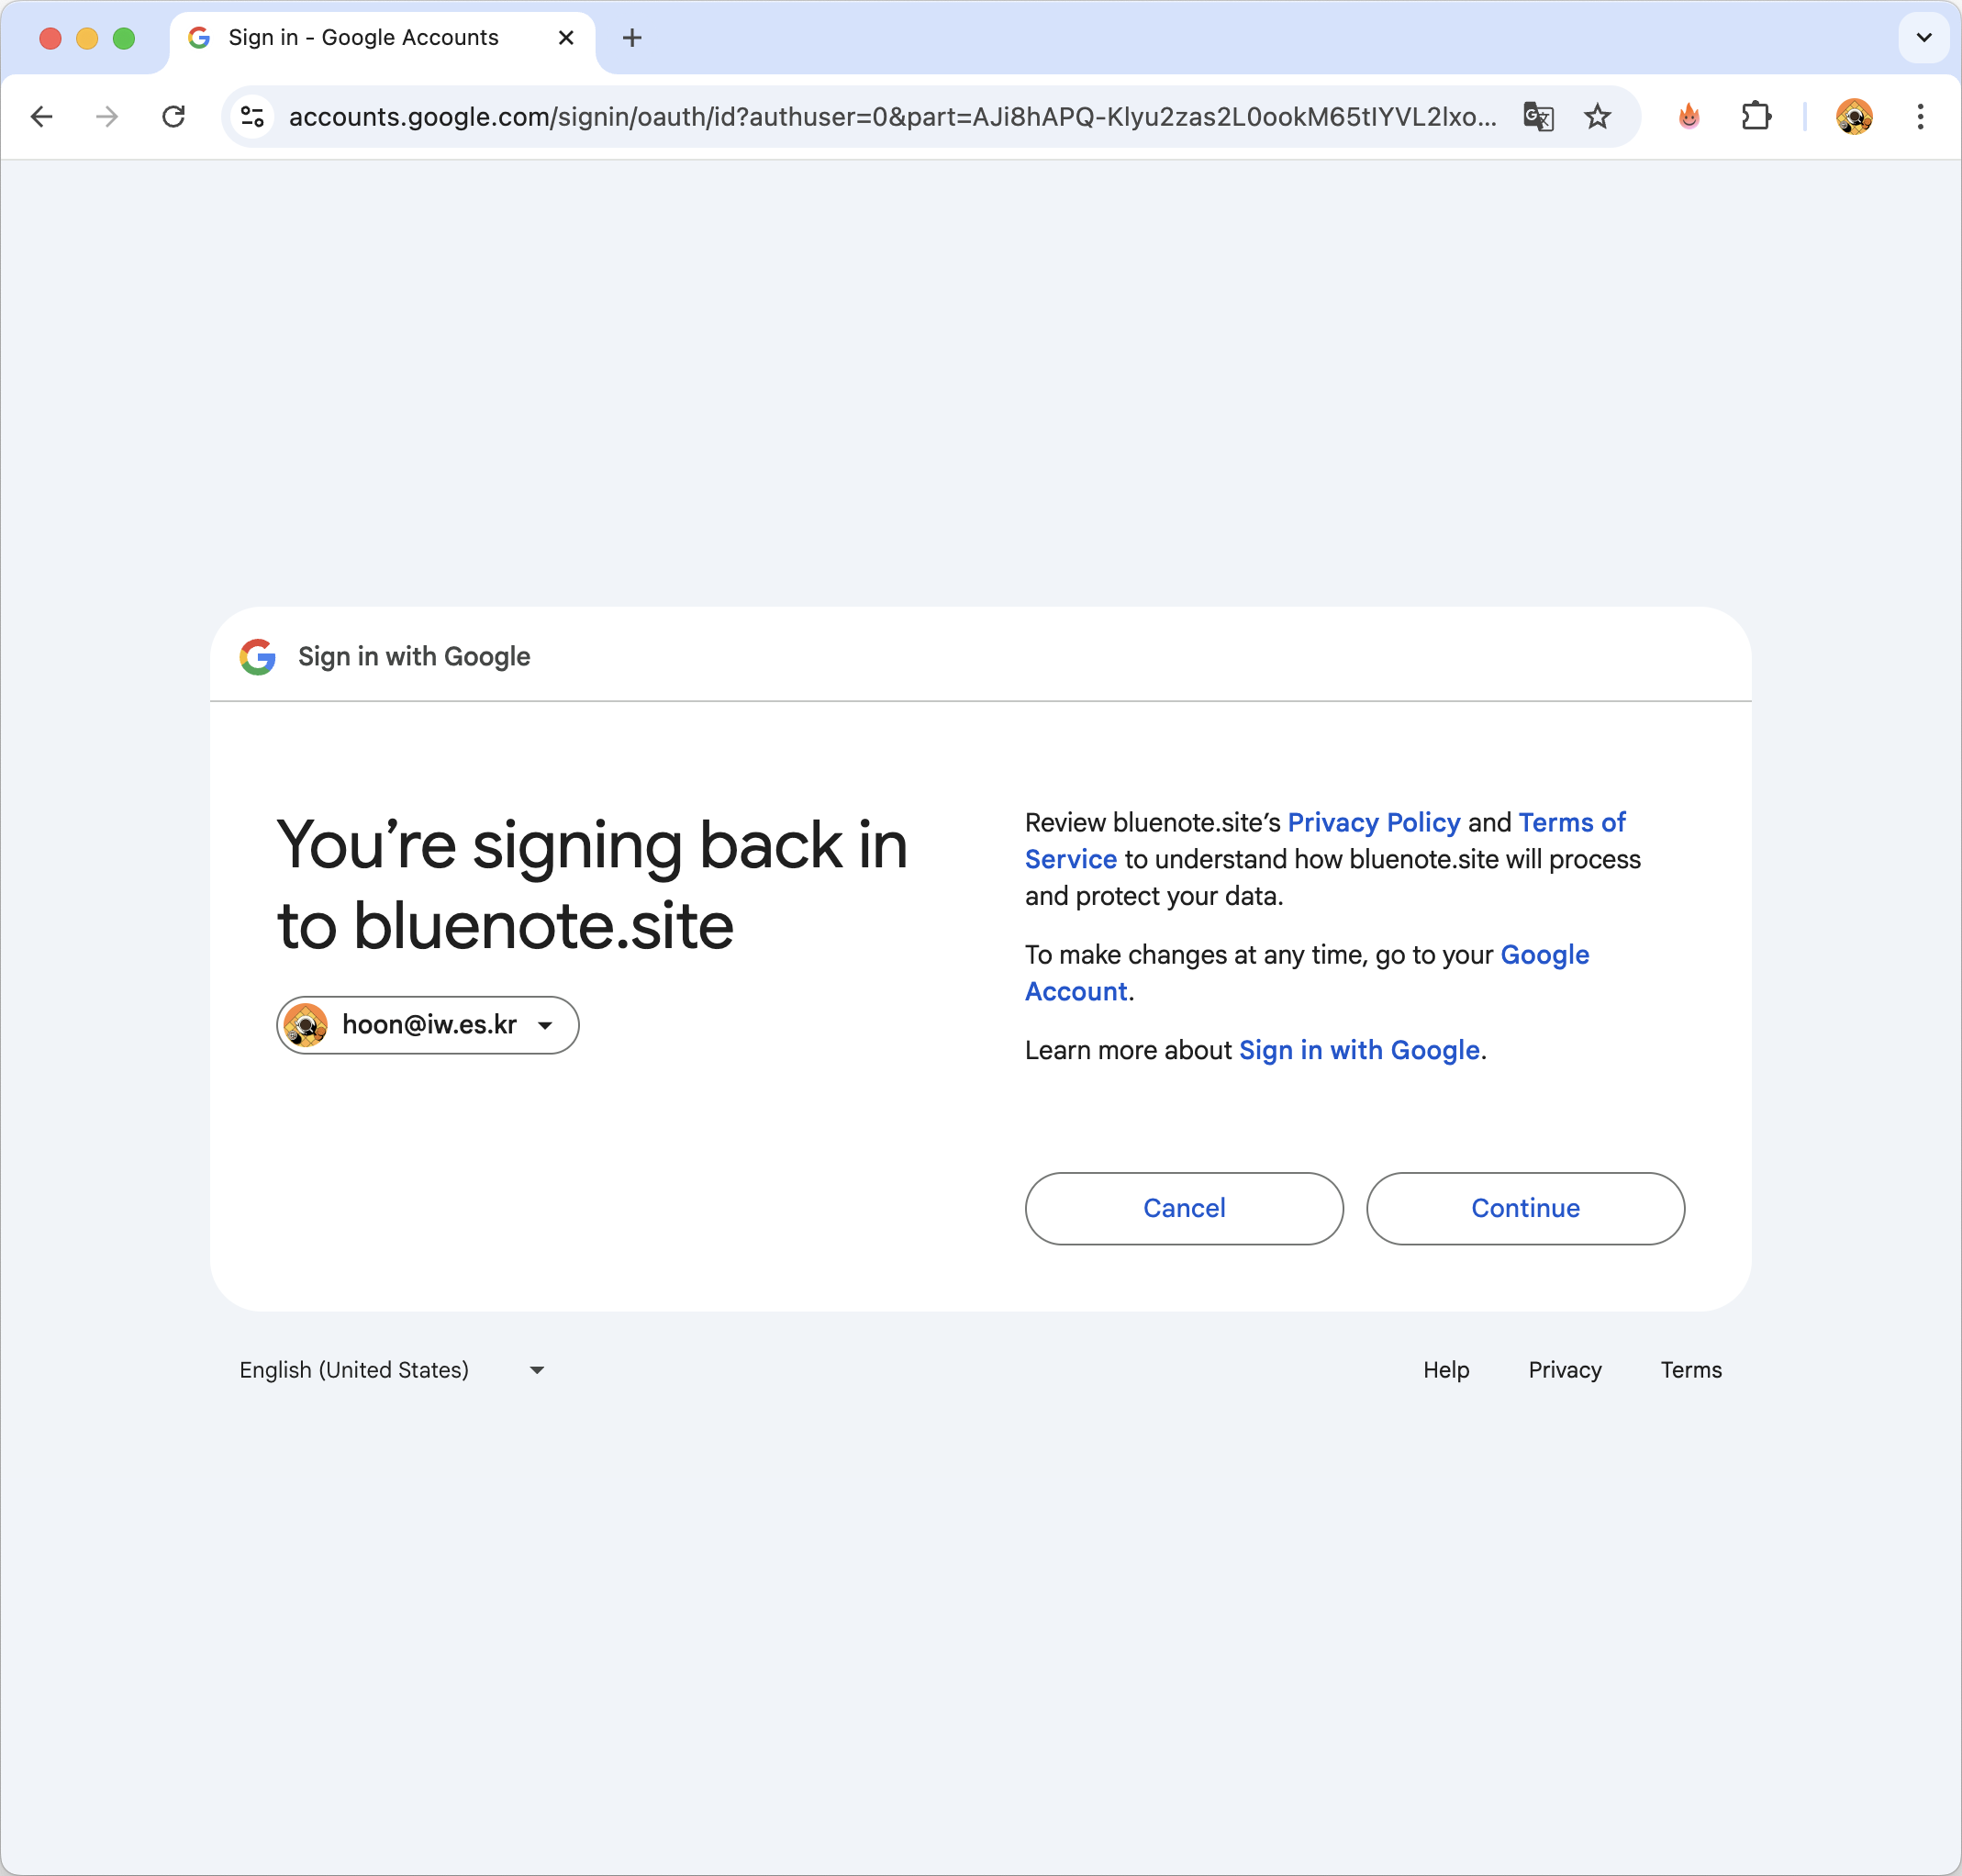 Sign in - Google Accounts
accounts.google.com/signin/oauth/id?authuser=0&part=AJi8hAPQ-Klyu2zas2L0ookM65tIYVL2lxo...
Sign in with Google
You’re signing back in
to bluenote.site
hoon@iw.es.kr
Review bluenote.site’s Privacy Policy and Terms of
Service to understand how bluenote.site will process
and protect your data.
To make changes at any time, go to your Google
Account.
Learn more about Sign in with Google.
Cancel
Continue
English (United States)
Help
Privacy
Terms